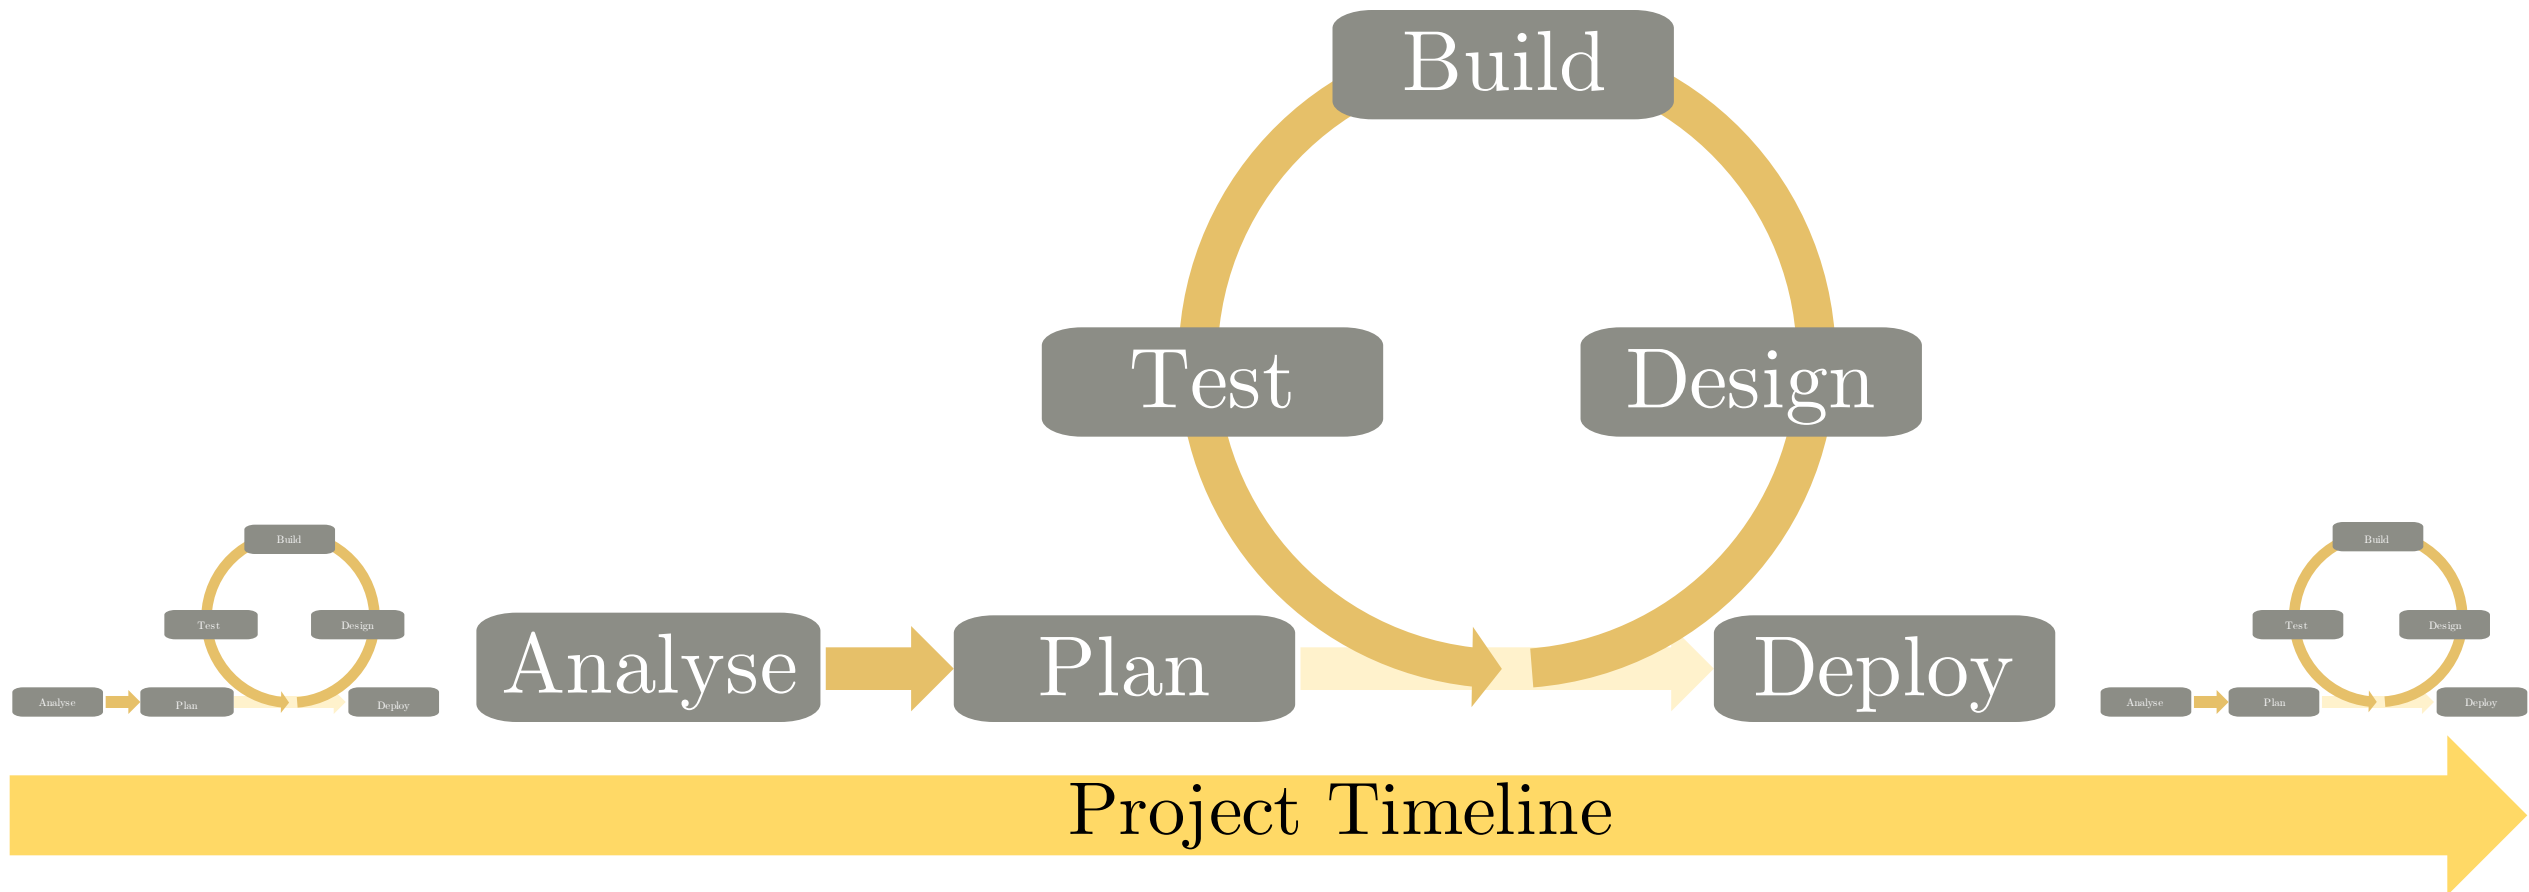 Build
Test
Design
Analyse
Plan
Deploy
Build
Test
Design
Analyse
Plan
Deploy
Build
Test
Design
Analyse
Plan
Deploy
Project Timeline